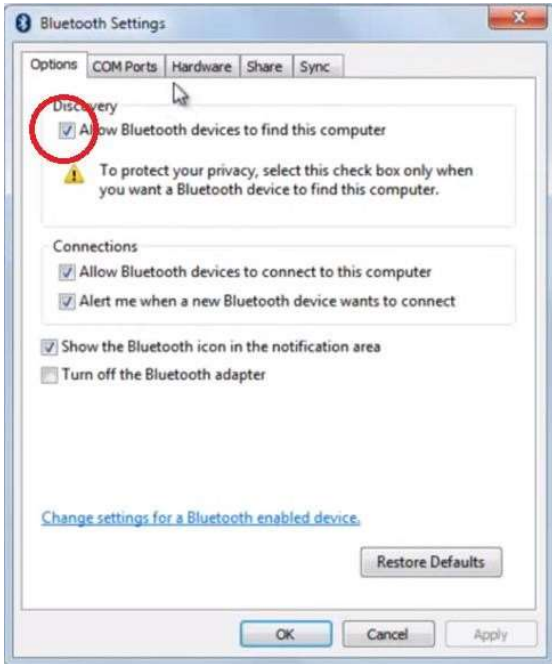 Bluetooth Settings
Options COM Ports Hardware Share Sync
Discovery
Allow Bluetooth devices to find this computer
To protect your privacy, select this check box only when
you want a Bluetooth device to find this computer.
Connections
Allow Bluetooth devices to connect to this computer
Alert me when a new Bluetooth device wants to connect
Show the Bluetooth icon in the notification area
Turn off the Bluetooth adapter
Change settings for a Bluetooth enabled device.
Restore Defaults
OK Cancel Apply